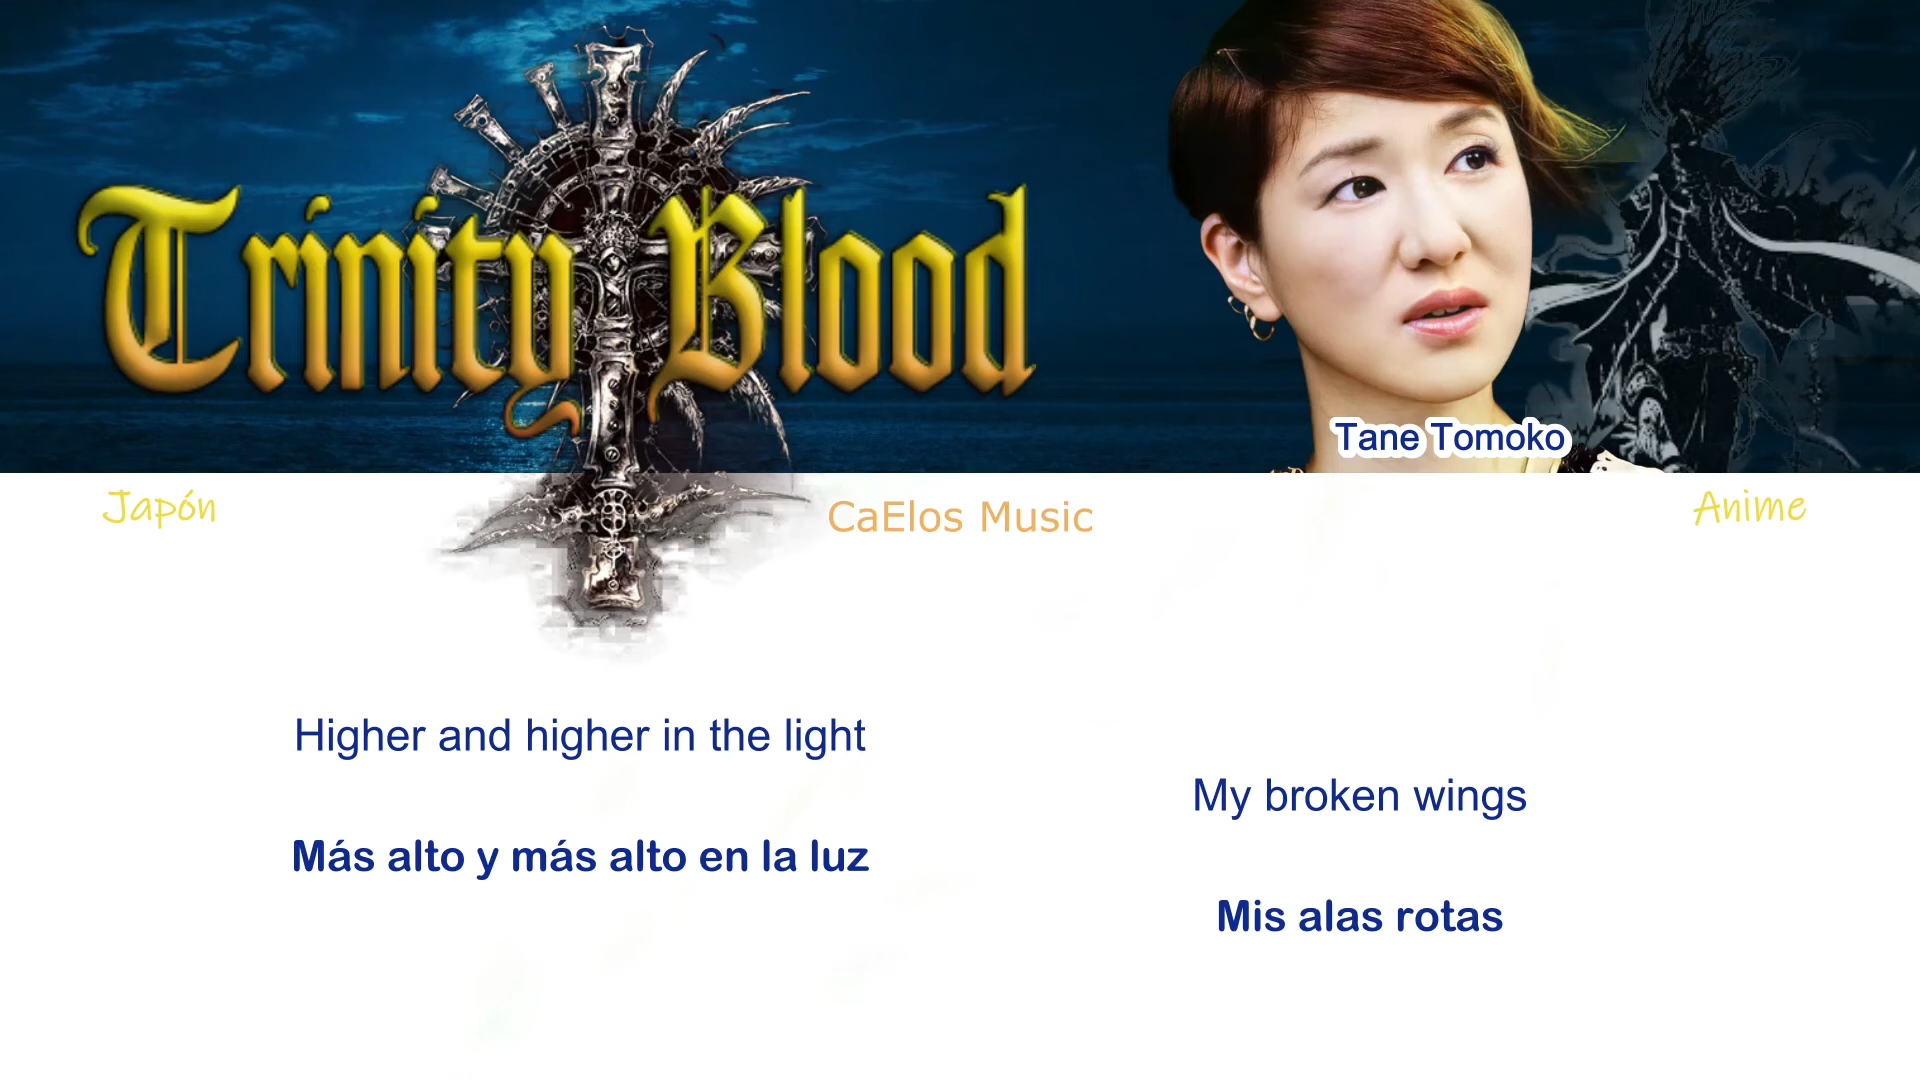 Trinity Blood
Tane Tomoko
Japón
CaElos Music
Anime
Higher and higher in the light
My broken wings
Más alto y más alto en la luz
Mis alas rotas